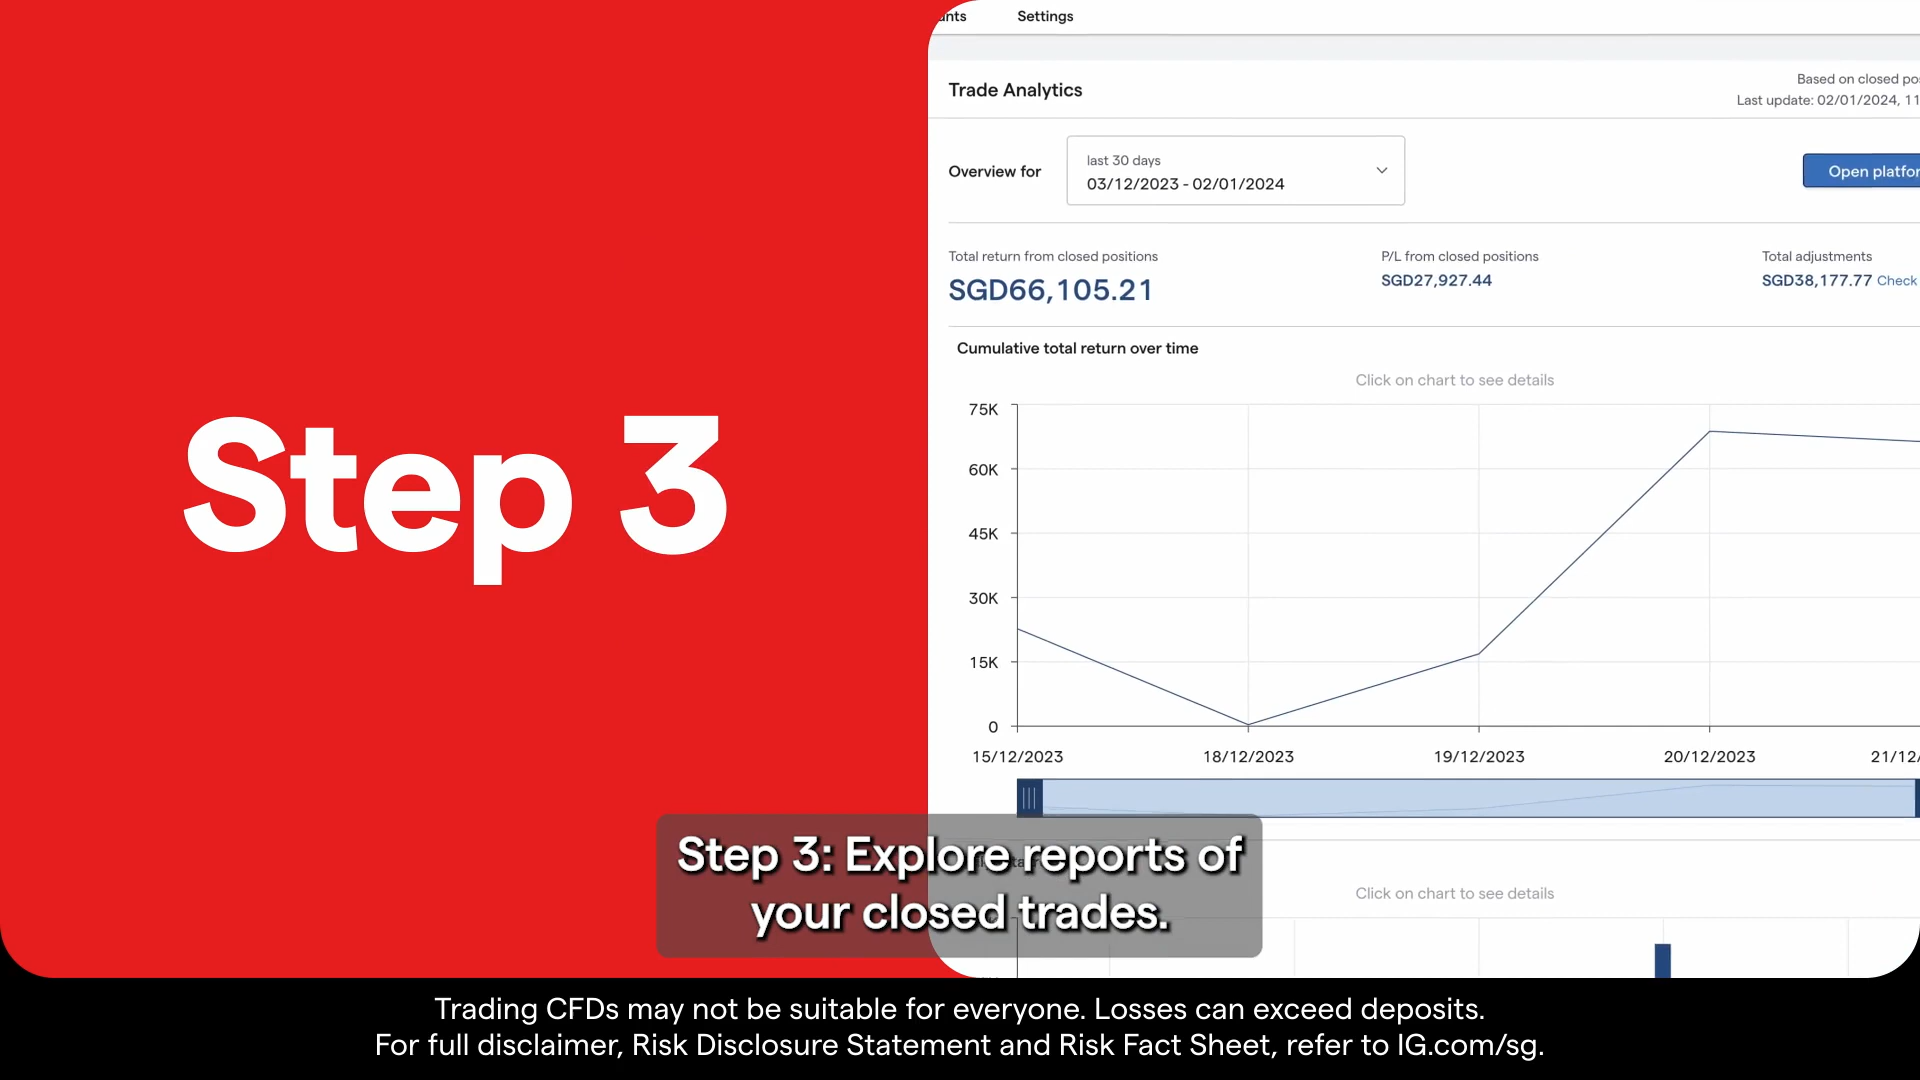 Settings
Trade Analytics
Based on closed
Last update: 02/01/2024, 11
Overview for
last 30 days
03/12/2023 - 02/01/2024
Open
Total return from closed positions
SGD66,105.21
P/L from closed positions
SGD27,927.44
Total adjustments
SGD38,177.77 Check
Cumulative total return over time
Click on chart to see details
75K
60K
45K
30K
15K
0
15/12/2023 18/12/2023 19/12/2023 20/12/2023 21/12/
Step 3
Step 3: Explore reports of
your closed trades.
Click on chart to see details
Trading CFDs may not be suitable for everyone. Losses can exceed deposits.
For full disclaimer, Risk Disclosure Statement and Risk Fact Sheet, refer to IG.com/sg.